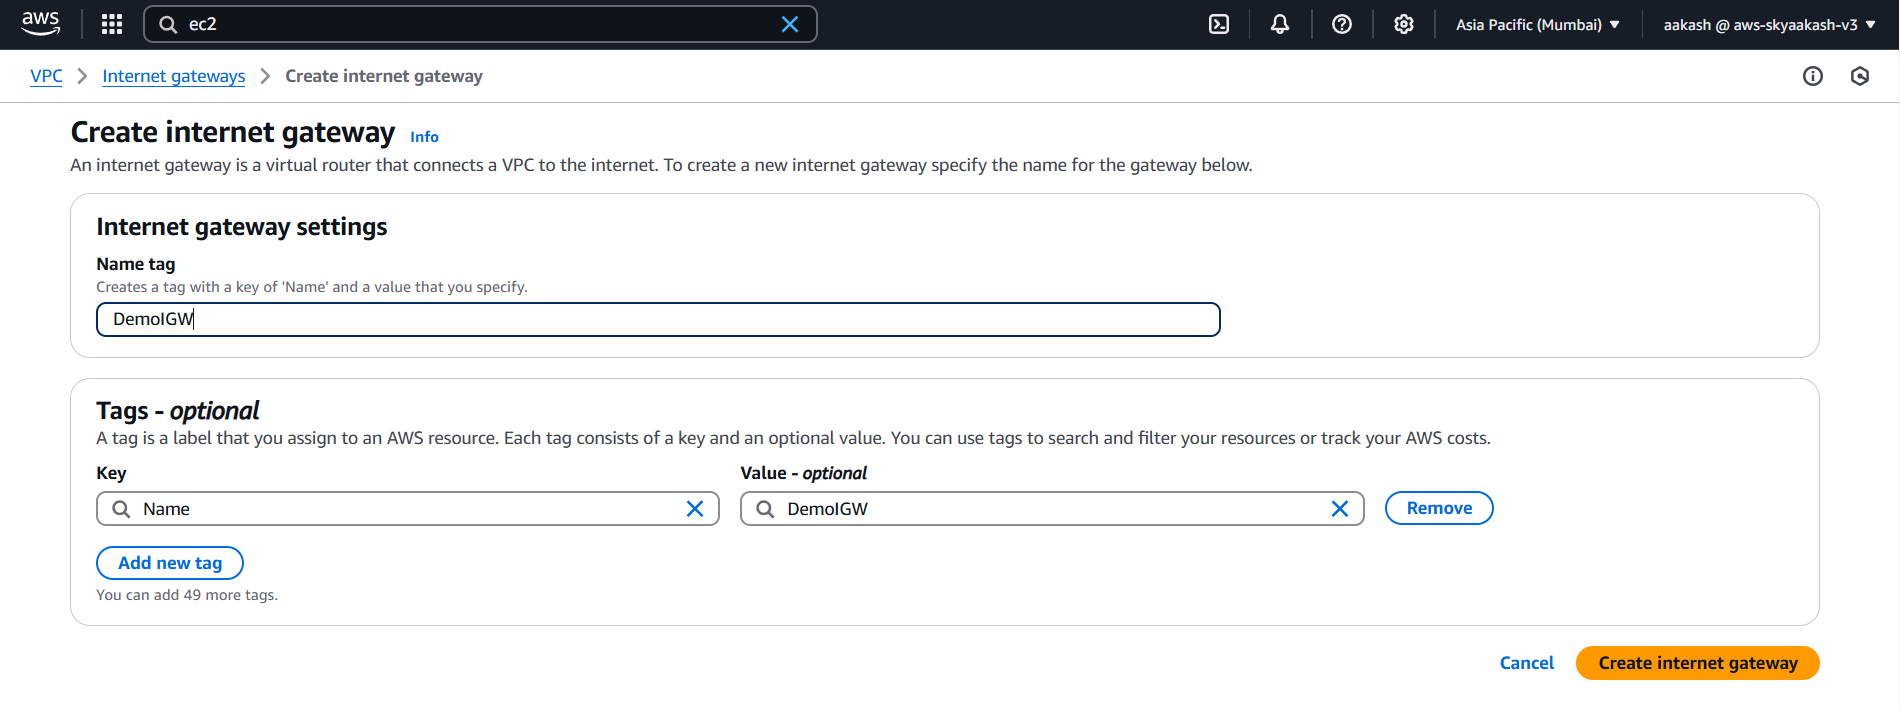 aws
ec2
Asia Pacific (Mumbai)
aakash @ aws-skyaakash-v3
VPC
Internet gateways
Create internet gateway
Create internet gateway Info
An internet gateway is a virtual router that connects a VPC to the internet. To create a new internet gateway specify the name for the gateway below.
Internet gateway settings
Name tag
Creates a tag with a key of 'Name' and a value that you specify.
DemoIGW
Tags - optional
A tag is a label that you assign to an AWS resource. Each tag consists of a key and an optional value. You can use tags to search and filter your resources or track your AWS costs.
Key
Value - optional
Name
DemoIGW
Remove
Add new tag
You can add 49 more tags.
Cancel
Create internet gateway